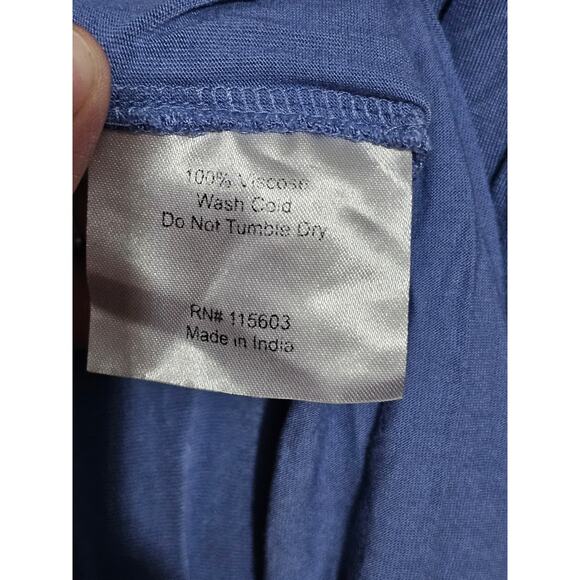 100% Viscose
Wash Cold
Do Not Tumble Dry
RN# 115603
Made in India